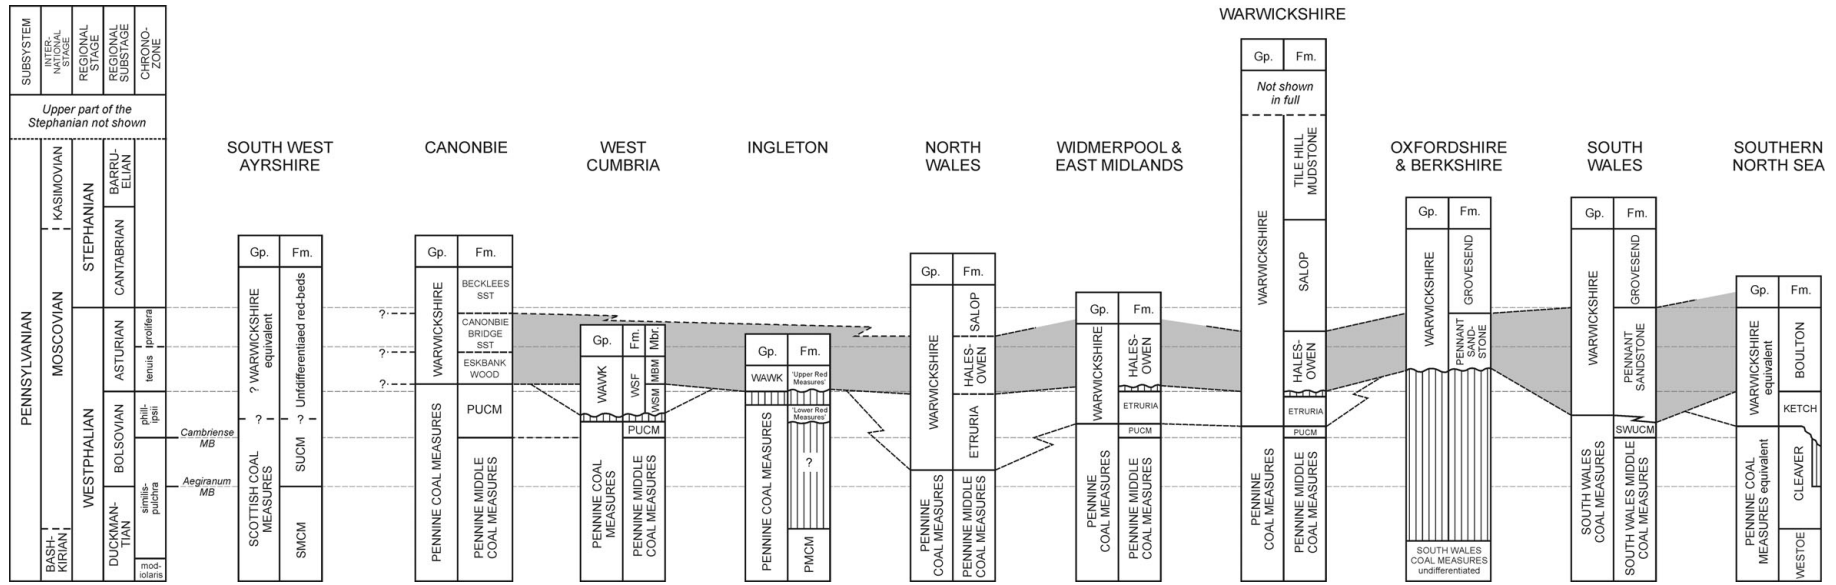 SUBSYSTEM
INTER-
NATIONAL
STAGE
REGIONAL
STAGE
REGIONAL
SUBSTAGE
CHRONO-
ZONE
Upper part of the
Stephanian not shown
PENNSYLVANIAN
KASIMOVIAN
MOSCOVIAN
BASH-
KIRIAN
STEPHANIAN
WESTPHALIAN
BARRU-
ELIAN
CANTABRIAN
ASTURIAN
BOLSOVIAN
DUCKMAN-
TIAN
prolifera
tenuis
phill-
ipsii
similis-
pulchra
mod-
iolaris
Cambriense
MB
Aegiranum
MB
SOUTH WEST
AYRSHIRE
Gp.
Fm.
? WARWICKSHIRE
equivalent
Undifferentiaed red-beds
?
?
SCOTTISH COAL
MEASURES
SUCM
SMCM
CANONBIE
Gp.
Fm.
?
?
?
WARWICKSHIRE
BECKLEES
SST
CANONBIE
BRIDGE
SST
ESKBANK
WOOD
PENNINE COAL MEASURES
PUCM
PENNINE MIDDLE
COAL MEASURES
WEST
CUMBRIA
Gp.
Fm.
Mbr.
WAWK
WSF
MBM
WSM
PUCM
PENNINE COAL
MEASURES
PENNINE MIDDLE
COAL MEASURES
INGLETON
Gp.
Fm.
WAWK
'Upper Red
Measures'
'Lower Red
Measures'
PENNINE COAL MEASURES
?
PMCM
NORTH
WALES
Gp.
Fm.
WARWICKSHIRE
SALOP
HALES-
OWEN
ETRURIA
PENNINE
COAL MEASURES
PENNINE MIDDLE
COAL MEASURES
WIDMERPOOL &
EAST MIDLANDS
Gp.
Fm.
WARWICKSHIRE
HALES-
OWEN
ETRURIA
PUCM
PENNINE
COAL MEASURES
PENNINE MIDDLE
COAL MEASURES
WARWICKSHIRE
Gp.
Fm.
Not shown
in full
WARWICKSHIRE
TILE HILL
MUDSTONE
SALOP
HALES-
OWEN
ETRURIA
PUCM
PENNINE
COAL MEASURES
PENNINE MIDDLE
COAL MEASURES
OXFORDSHIRE
& BERKSHIRE
Gp.
Fm.
WARWICKSHIRE
GROVESEND
PENNANT
SAND-
STONE
SOUTH WALES
COAL MEASURES
undifferentiated
SOUTH
WALES
Gp.
Fm.
WARWICKSHIRE
GROVESEND
PENNANT
SANDSTONE
SWUCM
SOUTH WALES
COAL MEASURES
SOUTH WALES MIDDLE
COAL MEASURES
SOUTHERN
NORTH SEA
Gp.
Fm.
WARWICKSHIRE
equivalent
BOULTON
KETCH
PENNINE COAL
MEASURES equivalent
CLEAVER
WESTOE